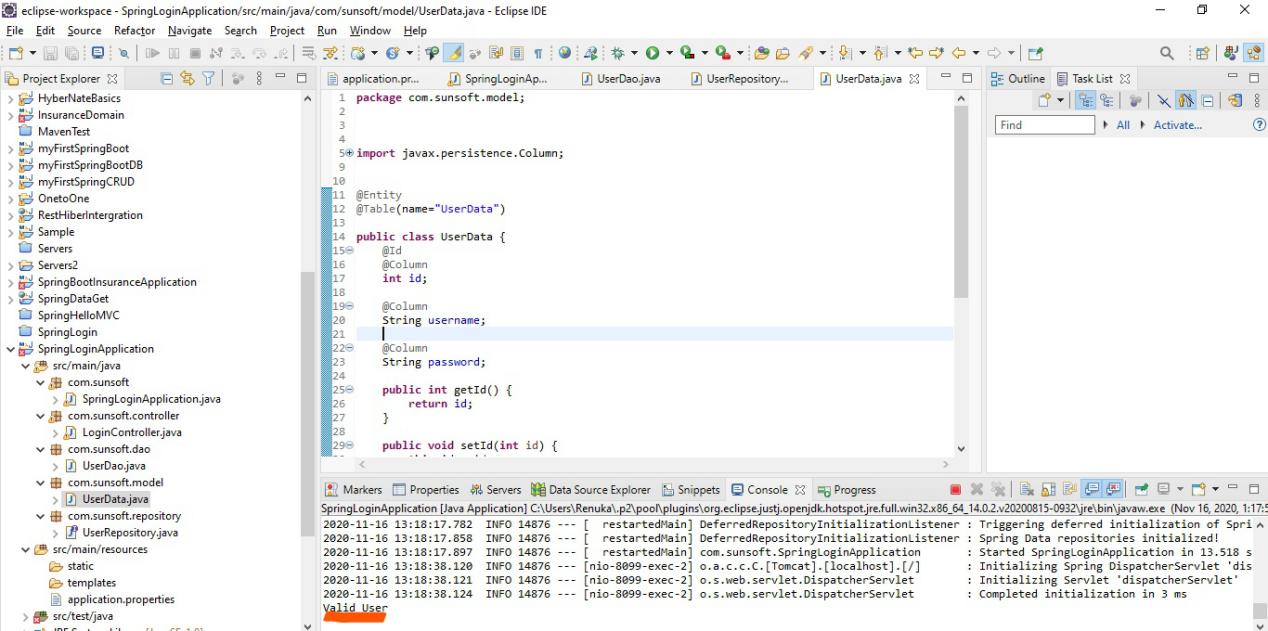 eclipse-workspace - SpringLoginApplication/src/main/java/com/sunsoft/model/UserData.java - Eclipse IDE
File Edit Source Refactor Navigate Search Project Run Window Help
Project Explorer
HyberNateBasics
InsuranceDomain
MavenTest
myFirstSpringBoot
myFirstSpringBootDB
myFirstSpringCRUD
OnetoOne
RestHiberIntergration
Sample
Servers
Servers2
SpringBootInsuranceApplication
SpringDataGet
SpringHelloMVC
SpringLogin
SpringLoginApplication
src/main/java
com.sunsoft
SpringLoginApplication.java
com.sunsoft.controller
LoginController.java
com.sunsoft.dao
UserDao.java
com.sunsoft.model
UserData.java
com.sunsoft.repository
UserRepository.java
src/main/resources
static
templates
application.properties
src/test/java
application.pr... SpringLoginAp... UserDao.java UserRepository... UserData.java
1 package com.sunsoft.model;
2
3
4
5 import javax.persistence.Column;
9
10
11 @Entity
12 @Table(name="UserData")
13
14 public class UserData {
15 @Id
16 @Column
17 int id;
18
19 @Column
20 String username;
21
22 @Column
23 String password;
24
25 public int getId() {
26 return id;
27 }
28
29 public void setId(int id) {
Outline Task List
Find All Activate...
Markers Properties Servers Data Source Explorer Snippets Console Progress
SpringLoginApplication [Java Application] C:\Users\Renuka\.p2\pool\plugins\org.eclipse.justj.openjdk.hotspot.jre.full.win32.x86_64_14.0.2.v20200815-0932\jre\bin\javaw.exe (Nov 16, 2020, 1:17:5
2020-11-16 13:18:17.782 INFO 14876 --- [ restartedMain] DeferredRepositoryInitializationListener : Triggering deferred initialization of Spri
2020-11-16 13:18:17.858 INFO 14876 --- [ restartedMain] DeferredRepositoryInitializationListener : Spring Data repositories initialized!
2020-11-16 13:18:17.897 INFO 14876 --- [ restartedMain] com.sunsoft.SpringLoginApplication : Started SpringLoginApplication in 13.518 s
2020-11-16 13:18:38.120 INFO 14876 --- [nio-8099-exec-2] o.a.c.c.C.[Tomcat].[localhost].[/] : Initializing Spring DispatcherServlet 'dis
2020-11-16 13:18:38.121 INFO 14876 --- [nio-8099-exec-2] o.s.web.servlet.DispatcherServlet : Initializing Servlet 'dispatcherServlet'
2020-11-16 13:18:38.124 INFO 14876 --- [nio-8099-exec-2] o.s.web.servlet.DispatcherServlet : Completed initialization in 3 ms
Valid User